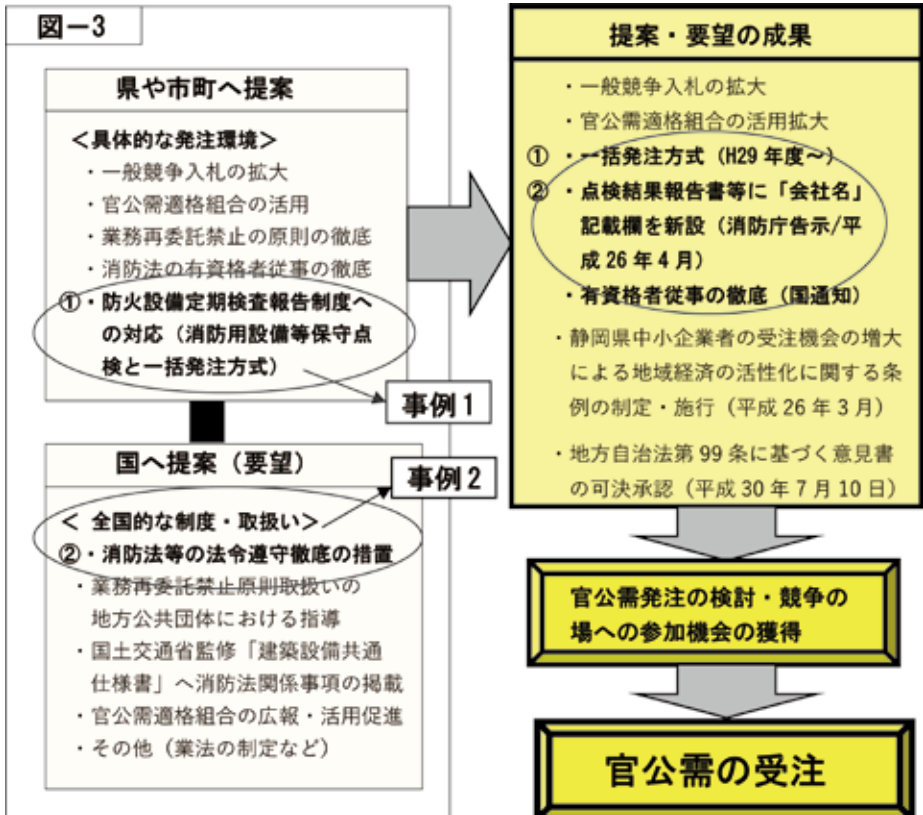 図－3
県や市町へ提案
＜具体的な発注環境＞
・一般競争入札の拡大
・官公需適格組合の活用
・業務再委託禁止の原則の徹底
・消防法の有資格者従事の徹底
①・防火設備定期検査報告制度へ
の対応（消防用設備等保守点
検と一括発注方式）
事例1
国へ提案（要望）
事例2
＜ 全国的な制度・取扱い＞
②・消防法等の法令遵守徹底の措置
・業務再委託禁止原則取扱いの
地方公共団体における指導
・国土交通省監修「建築設備共通
仕様書」へ消防法関係事項の掲載
・官公需適格組合の広報・活用促進
・その他（業法の制定など）
提案・要望の成果
・一般競争入札の拡大
・官公需適格組合の活用拡大
① ・一括発注方式（H29 年度～）
② ・点検結果報告書等に「会社名」
記載欄を新設（消防庁告示/平
成 26 年 4 月）
・有資格者従事の徹底（国通知）
・静岡県中小企業者の受注機会の増大
による地域経済の活性化に関する条
例の制定・施行（平成 26 年 3 月）
・地方自治法第 99 条に基づく意見書
の可決承認（平成 30 年 7 月 10 日）
官公需発注の検討・競争の
場への参加機会の獲得
官公需の受注